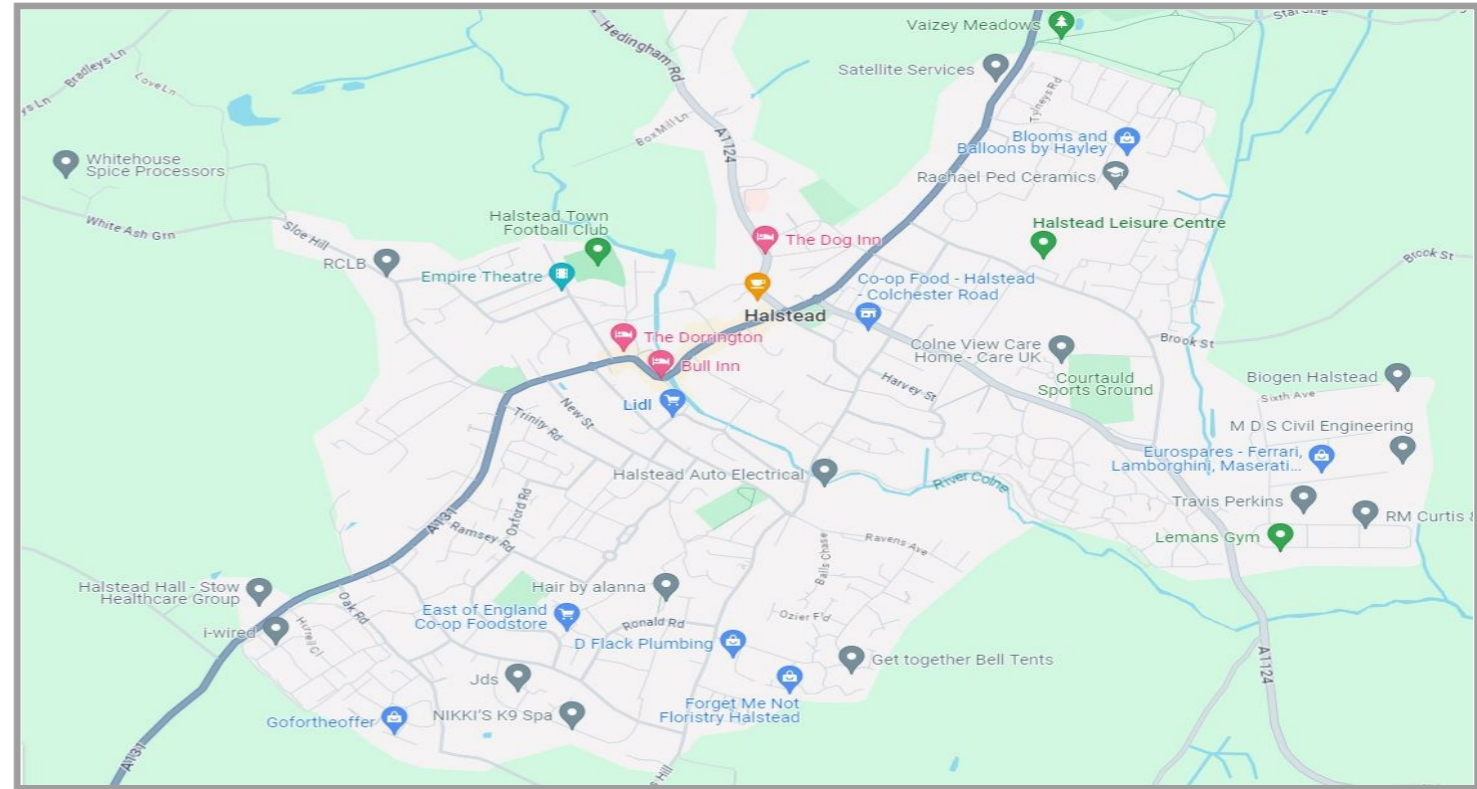 Vaizey Meadows
Hedingham Rd
Bradleys Ln
Love Ln
ys Ln
Satellite Services
Tylneys Rd
Box Mill Ln
A1124
Blooms and
Balloons by Hayley
Whitehouse
Spice Processors
Rachael Ped Ceramics
White Ash Grn
Halstead Town
Football Club
Sloe Hill
The Dog Inn
Halstead Leisure Centre
RCLB
Empire Theatre
Brook St
Co-op Food - Halstead
- Colchester Road
Halstead
The Dorrington
Colne View Care
Home - Care UK
Brook St
Bull Inn
Harvey St
Courtauld
Sports Ground
Biogen Halstead
Sixth Ave
Lidl
New St
Trinity Rd
M D S Civil Engineering
Eurospares - Ferrari,
Lamborghini, Maserati...
Halstead Auto Electrical
River Colne
Oxford Rd
Travis Perkins
A131
Ramsey Rd
RM Curtis &
Ravens Ave
Balls Chase
Lemans Gym
Halstead Hall - Stow
Healthcare Group
Oak Rd
Hair by alanna
East of England
Co-op Foodstore
Ozier F'd
Hurrell Cl
i-wired
Ronald Rd
D Flack Plumbing
Get together Bell Tents
A1124
Jds
Forget Me Not
Floristry Halstead
Gofortheoffer
NIKKI'S K9 Spa
A131
s Hill